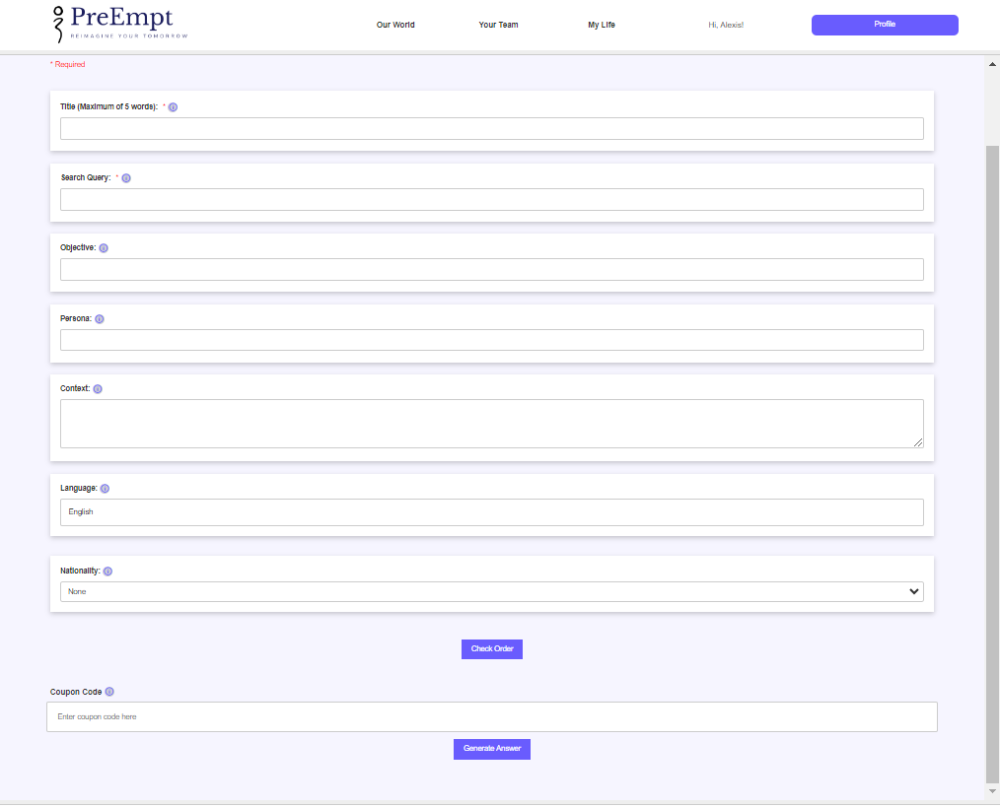 PreEmpt
REIMAGINE YOUR TOMORROW
Our World
Your Team
My Life
Hi, Alexis!
Profile
* Required
Title (Maximum of 5 words): *
Search Query: *
Objective:
Persona:
Context:
Language:
English
Nationality:
None
Check Order
Coupon Code
Enter coupon code here
Generate Answer